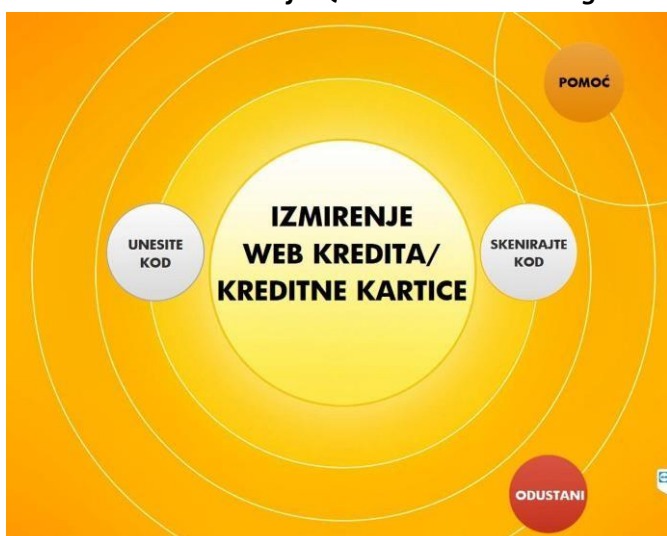 POMOĆ
IZMIRENJE
WEB KREDITA/
KREDITNE KARTICE
UNESITE
KOD
SKENIRAJTE
KOD
ODUSTANI